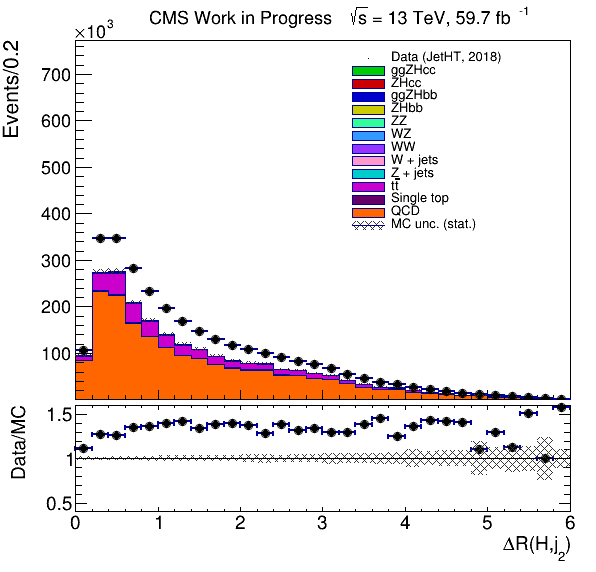 CMS Work in Progress √s = 13 TeV, 59.7 fb⁻¹
×10³
Events/0.2
700
600
500
400
300
200
100
Data (JetHT, 2018)
ggZHcc
ZHcc
ggZHbb
ZHbb
ZZ
WZ
WW
W + jets
Z + jets
tt̅
Single top
QCD
MC unc. (stat.)
Data/MC
1.5
1
0.5
0 1 2 3 4 5 6
ΔR(H,j₂)